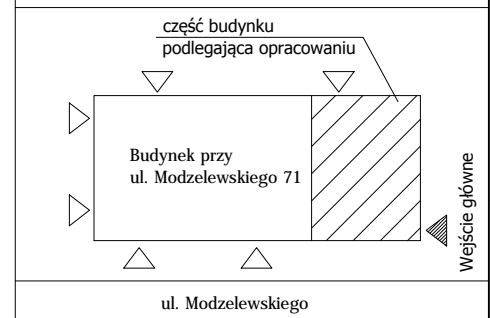 część budynku
podlegająca opracowaniu
Budynek przy
ul. Modzelewskiego 71
Wejście główne
ul. Modzelewskiego